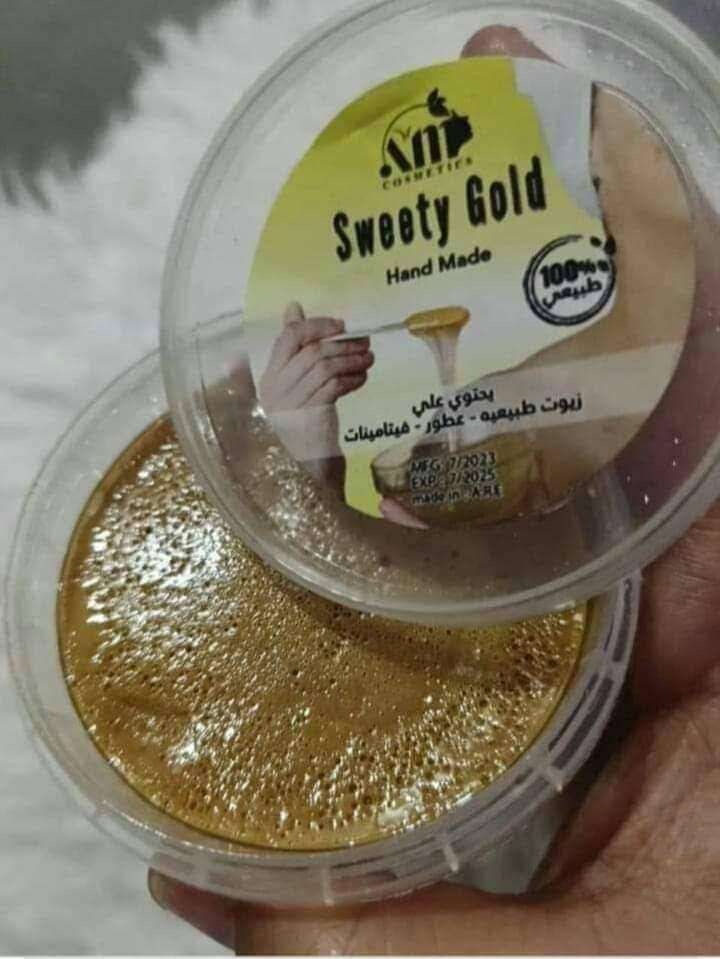 AM
COSMETICS
Sweety Gold
Hand Made
100%
طبيعي
يحتوي علي
زيوت طبيعيه - عطور - فيتامينات
MFG: 7/2023
EXP: 7/2025
made in : A.R.E